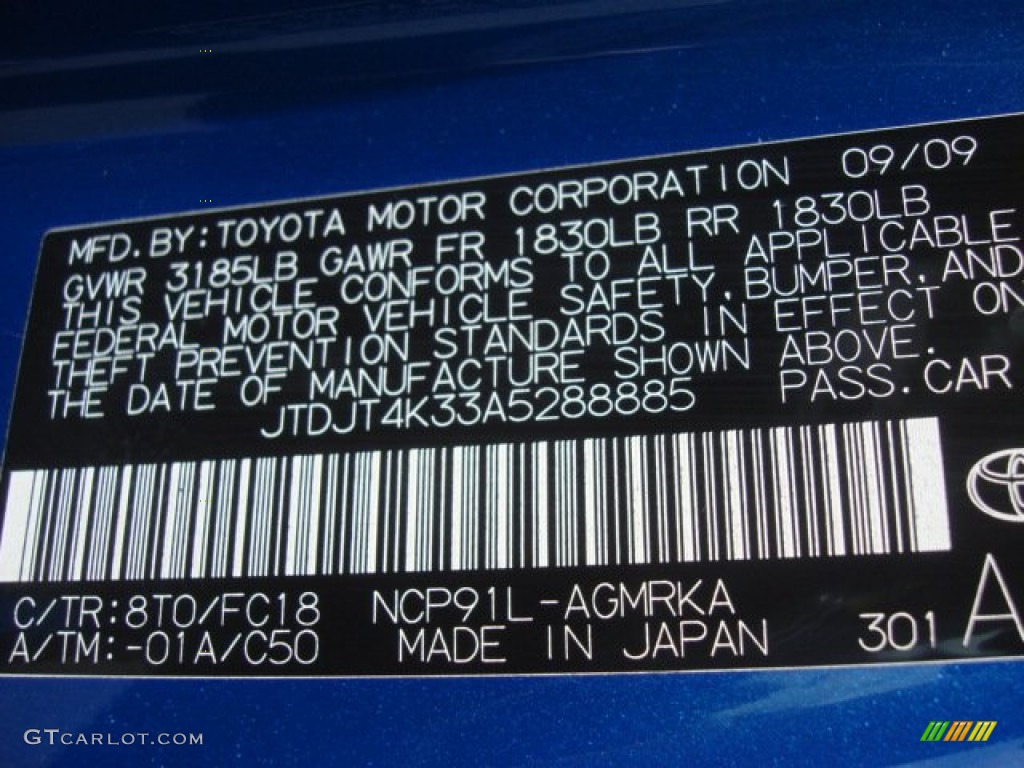 MFD. BY: TOYOTA MOTOR CORPORATION 09/09
GVWR 3185LB GAWR FR 1830LB RR 1830LB
THIS VEHICLE CONFORMS TO ALL APPLICABLE
FEDERAL MOTOR VEHICLE SAFETY, BUMPER, AND
THEFT PREVENTION STANDARDS IN EFFECT ON
THE DATE OF MANUFACTURE SHOWN ABOVE.
JTDJT4K33A5288885 PASS. CAR
C/TR: 8T0/FC18 NCP91L-AGMRKA
A/TM: -01A/C50 MADE IN JAPAN 301 A
GTCARLOT.COM